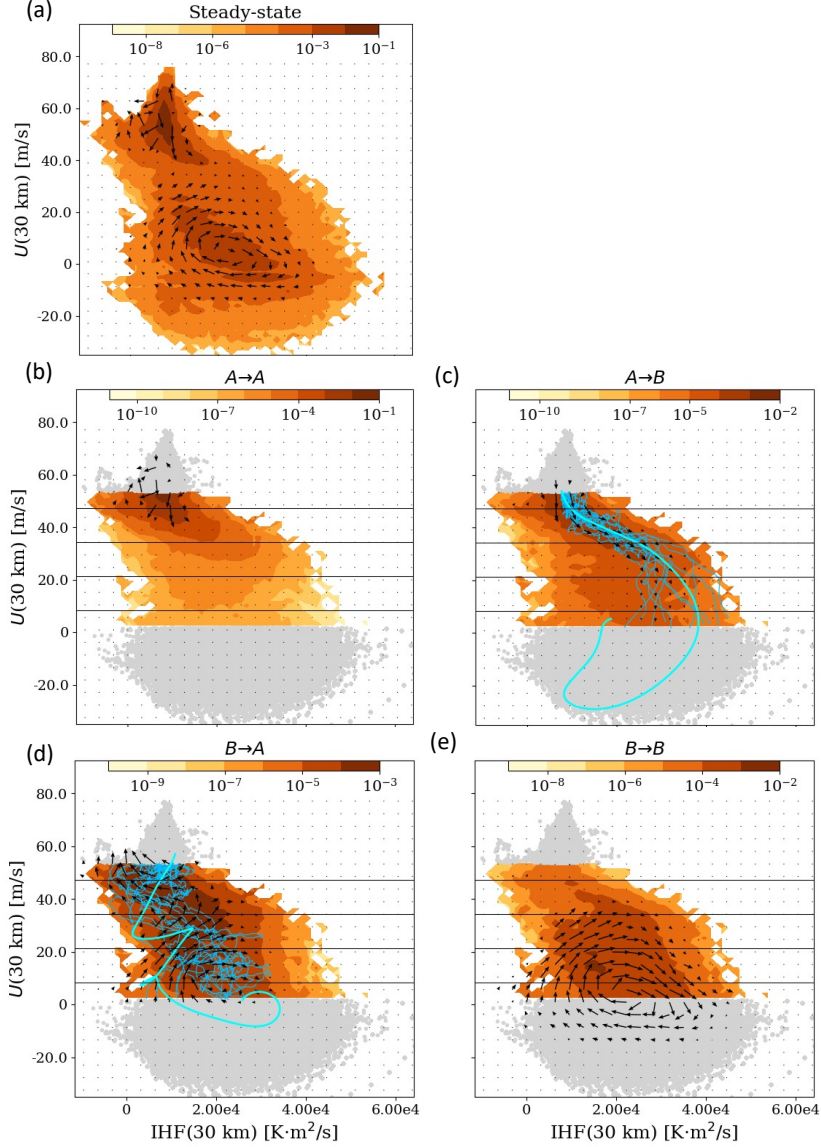 (a)
Steady-state
10⁻⁸ 10⁻⁶ 10⁻³ 10⁻¹
80.0
60.0
40.0
20.0
0
-20.0
U(30 km) [m/s]
(b)
A→A
10⁻¹⁰ 10⁻⁷ 10⁻⁴ 10⁻¹
80.0
60.0
40.0
20.0
0
-20.0
U(30 km) [m/s]
(c)
A→B
10⁻¹⁰ 10⁻⁷ 10⁻⁵ 10⁻²
(d)
B→A
10⁻⁹ 10⁻⁷ 10⁻⁵ 10⁻³
80.0
60.0
40.0
20.0
0
-20.0
U(30 km) [m/s]
0 2.00e4 4.00e4 6.00e4
IHF(30 km) [K·m²/s]
(e)
B→B
10⁻⁸ 10⁻⁶ 10⁻⁴ 10⁻²
0 2.00e4 4.00e4 6.00e4
IHF(30 km) [K·m²/s]